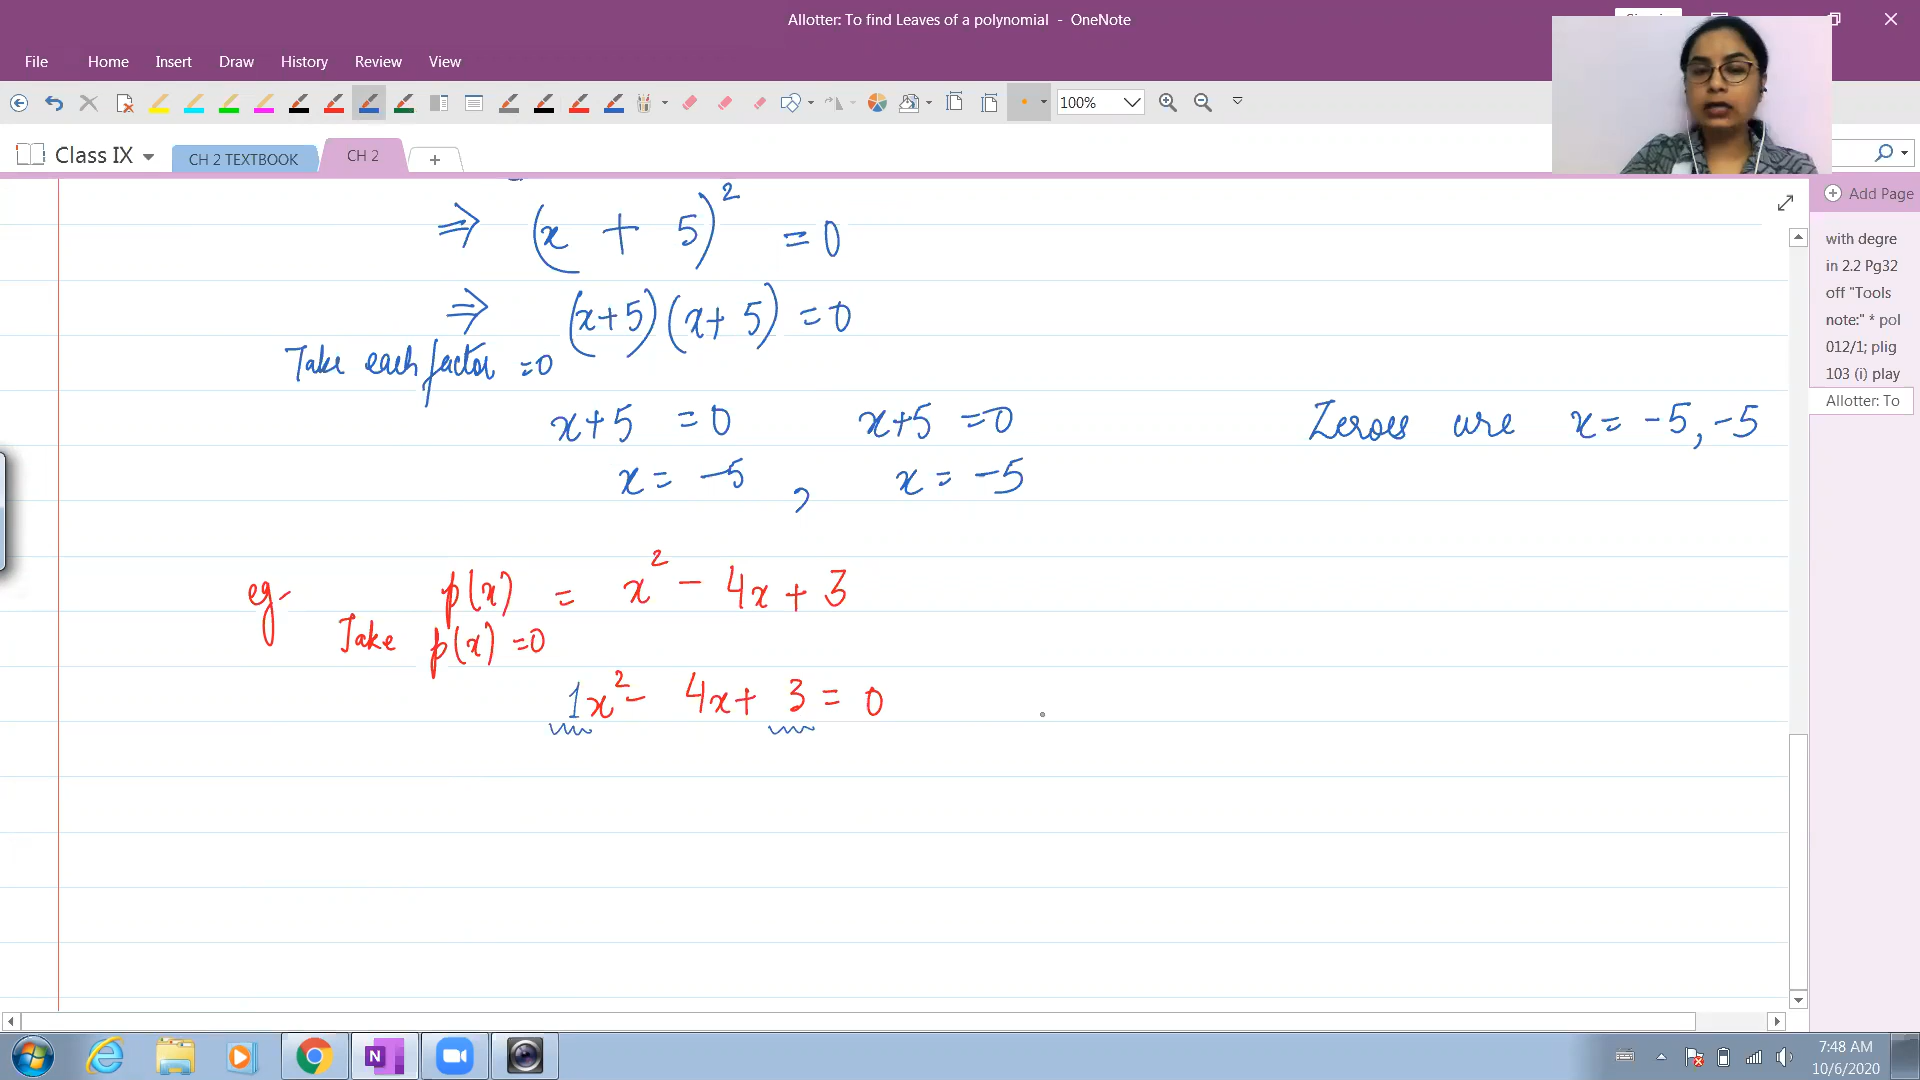 Allotter: To find Leaves of a polynomial - OneNote
File Home Insert Draw History Review View
100%
Class IX CH 2 TEXTBOOK CH 2 +
Add Page
with degre
in 2.2 Pg32
off "Tools
note:" * pol
012/1; plig
103 (i) play
Allotter: To
⇒ (x + 5)² = 0
⇒ (x+5)(x+5) = 0
Take each factor = 0
x+5 = 0 x+5 = 0 Zeroes are x = -5, -5
x = -5 , x = -5
eg- p(x) = x² - 4x + 3
Take p(x) = 0
1x² - 4x + 3 = 0
7:48 AM
10/6/2020